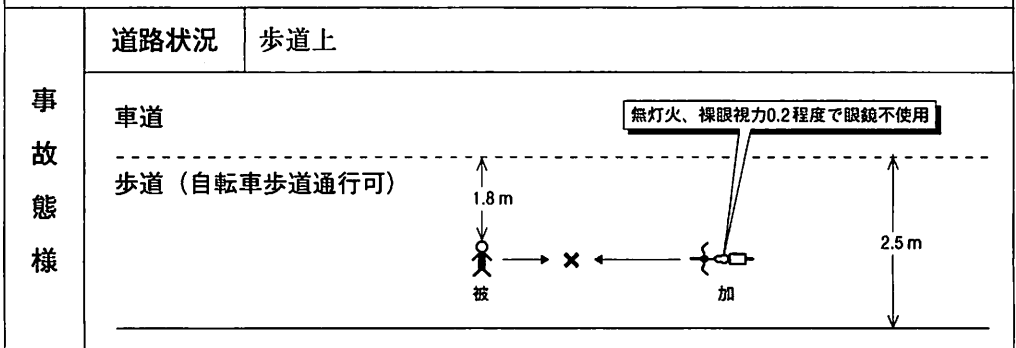 道路状況 歩道上
事故態様
車道
無灯火、裸眼視力0.2程度で眼鏡不使用
歩道（自転車歩道通行可）
1.8m
2.5m
被
加